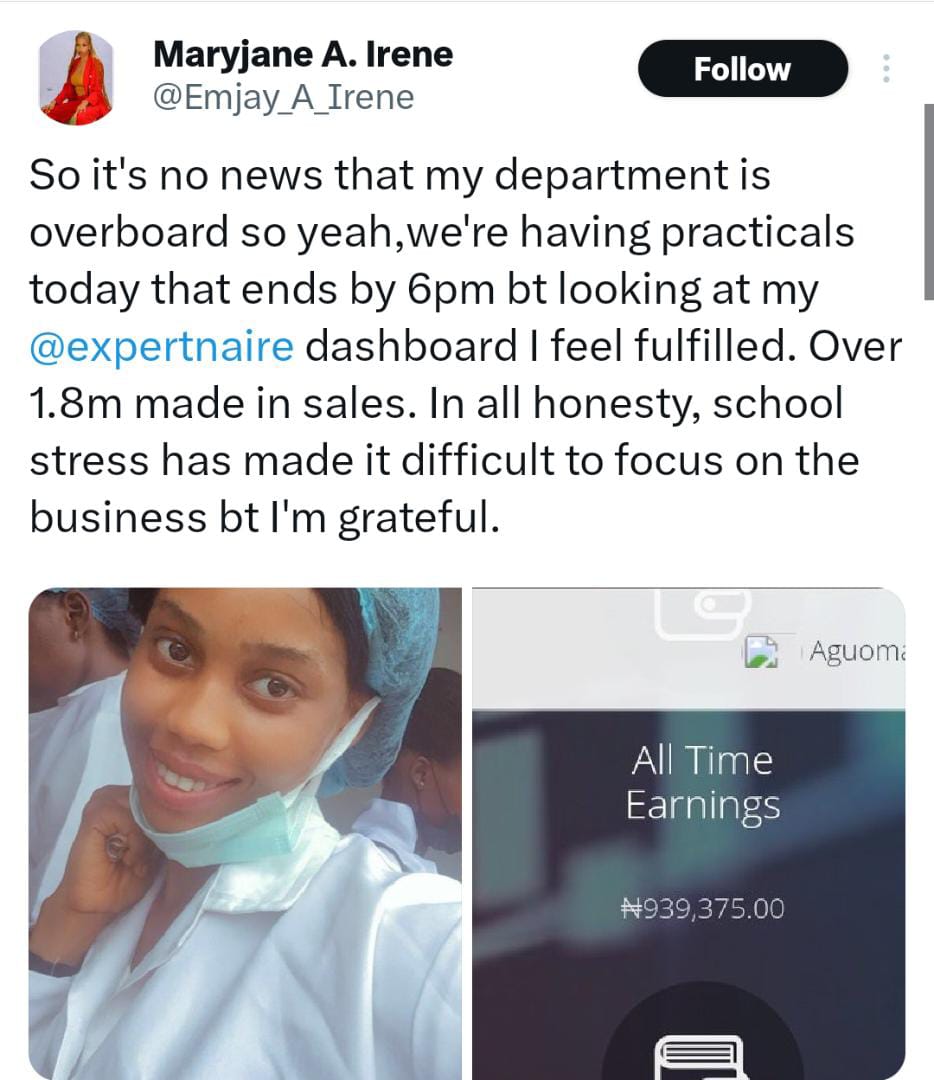 Maryjane A. Irene
@Emjay_A_Irene
Follow
So it's no news that my department is
overboard so yeah,we're having practicals
today that ends by 6pm bt looking at my
@expertnaire dashboard I feel fulfilled. Over
1.8m made in sales. In all honesty, school
stress has made it difficult to focus on the
business bt I'm grateful.
All Time
Earnings
₦939,375.00